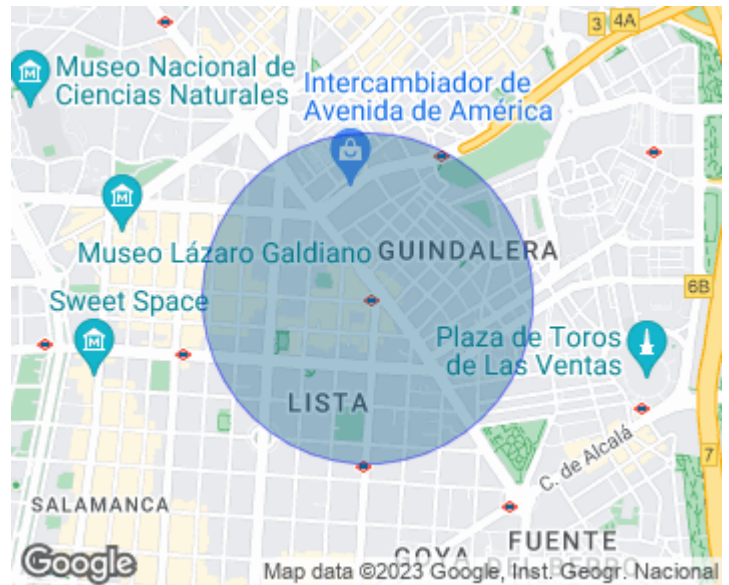 3
4A
Museo Nacional de
Ciencias Naturales
Intercambiador de
Avenida de América
Museo Lázaro Galdiano
GUINDALERA
6B
Sweet Space
Plaza de Toros
de Las Ventas
LISTA
C. de Alcalá
7
SALAMANCA
GOYA
FUENTE
DEL BERRO
Google
Map data ©2023 Google, Inst. Geogr. Nacional